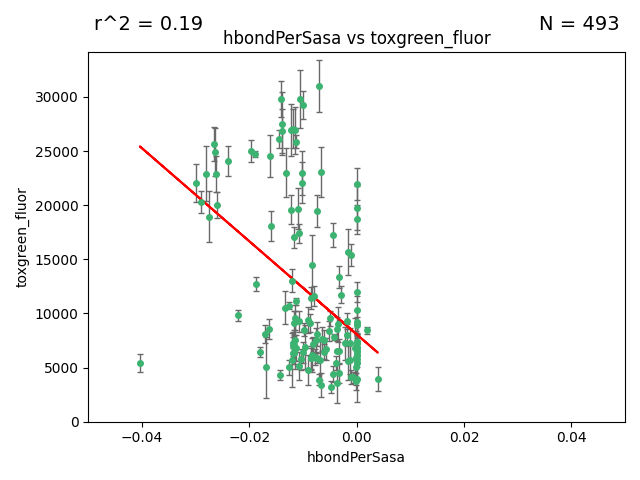 r^2 = 0.19
N = 493
hbondPerSasa vs toxgreen_fluor
toxgreen_fluor
30000
25000
20000
15000
10000
5000
0
−0.04
−0.02
0.00
0.02
0.04
hbondPerSasa